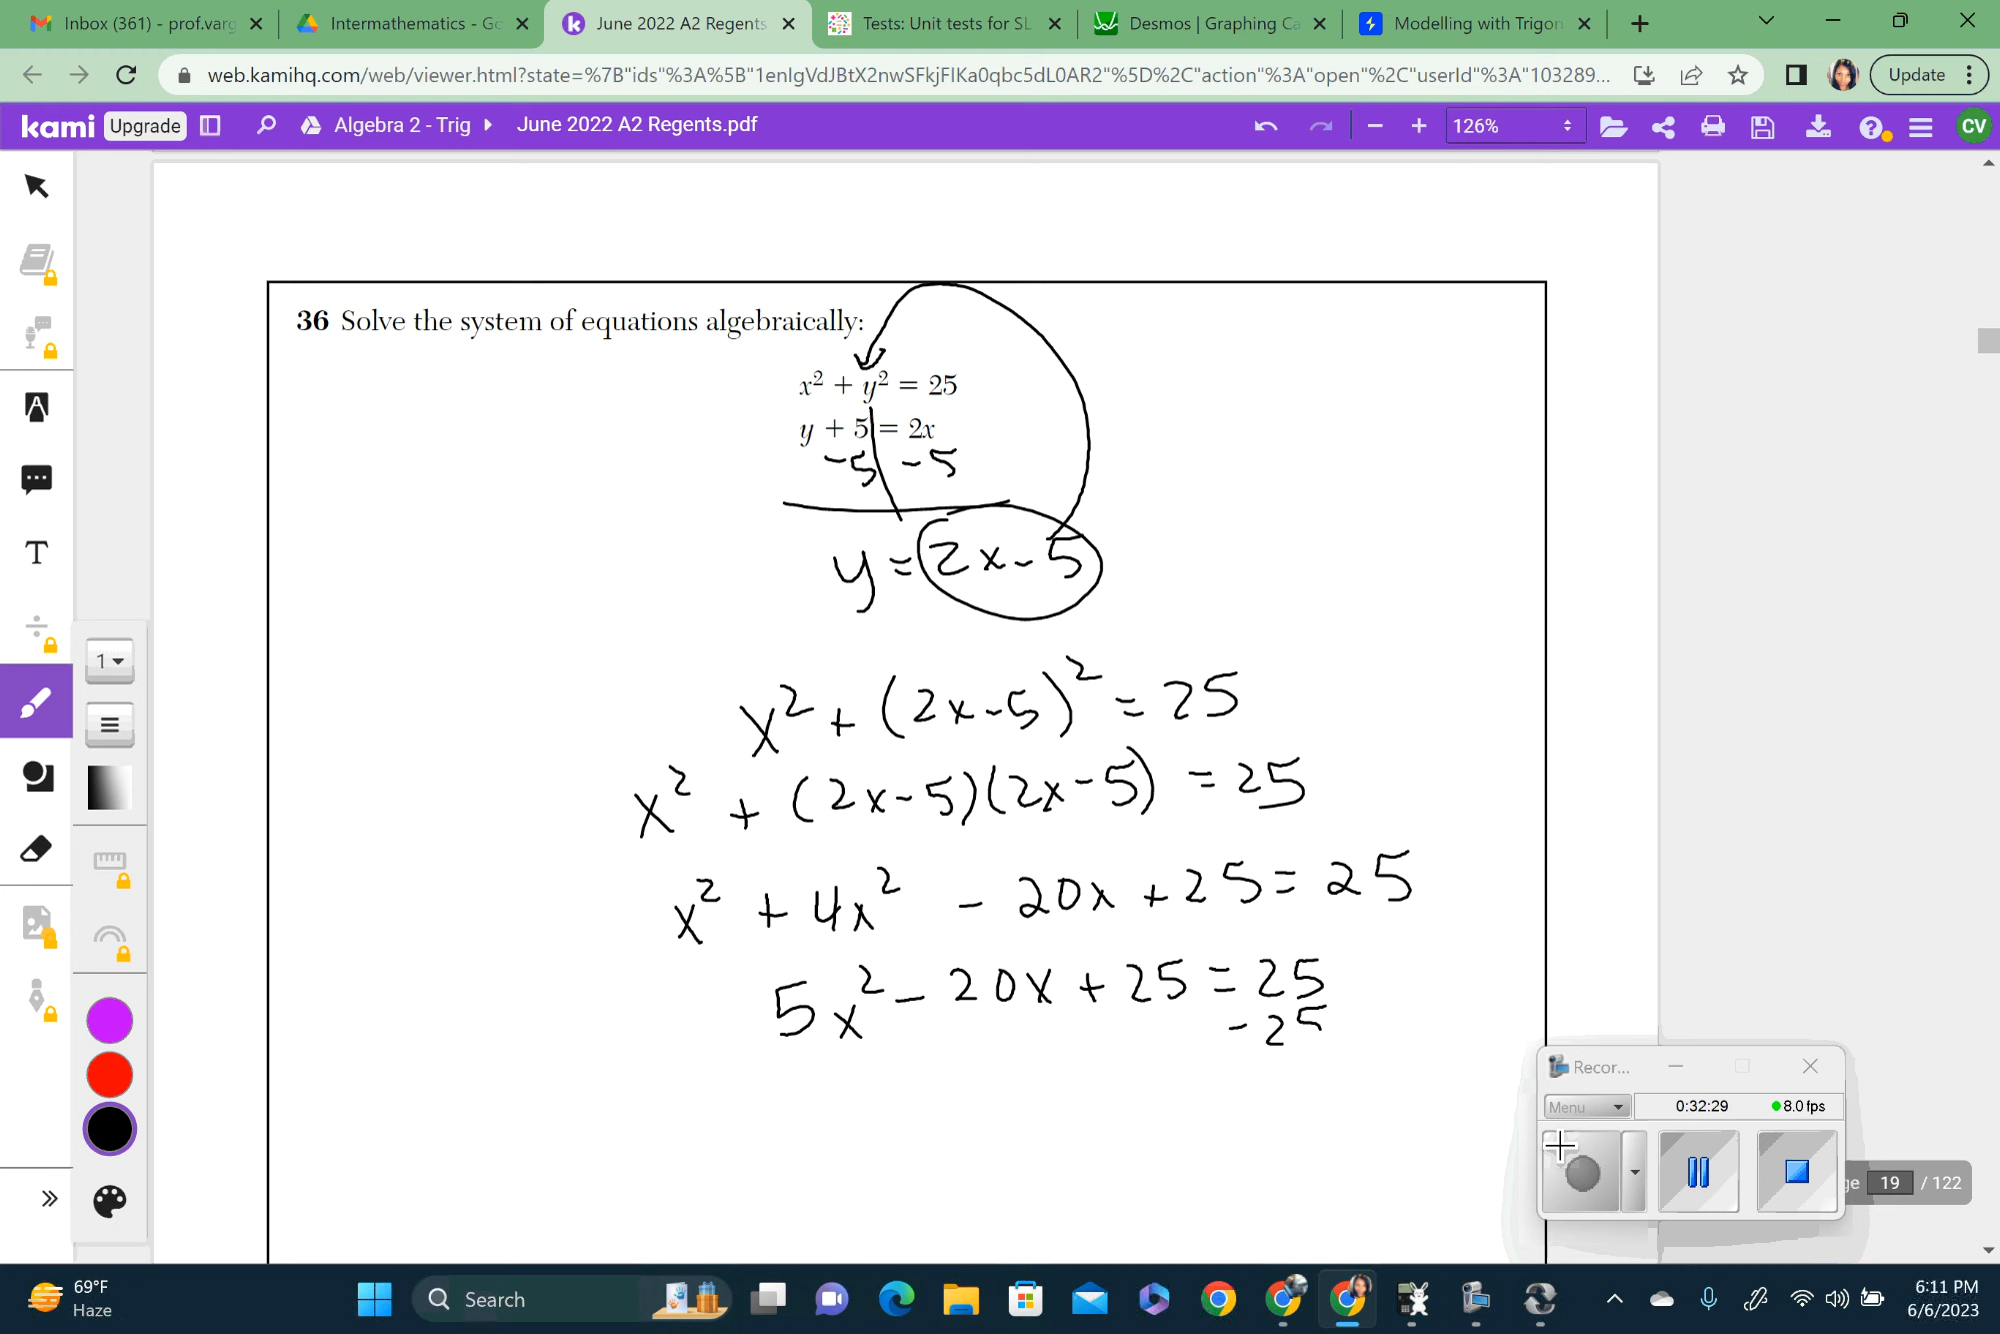 Inbox (361) - prof.varg
Intermathematics - Go
June 2022 A2 Regents
Tests: Unit tests for SL
Desmos | Graphing Ca
Modelling with Trigon
web.kamihq.com/web/viewer.html?state=%7B"ids"%3A%5B"1enIgVdJBtX2nwSFkjFIKa0qbc5dL0AR2"%5D%2C"action"%3A"open"%2C"userId"%3A"103289...
Update
kami Upgrade
Algebra 2 - Trig
June 2022 A2 Regents.pdf
126%
CV
36 Solve the system of equations algebraically:
x² + y² = 25
y + 5 = 2x
-5 -5
y = 2x - 5
x² + (2x-5)² = 25
x² + (2x-5)(2x-5) = 25
x² + 4x² - 20x + 25 = 25
5x² - 20x + 25 = 25
- 25
1
Recor...
Menu
0:32:29
8.0 fps
ge 19 / 122
69°F
Haze
Search
6:11 PM
6/6/2023